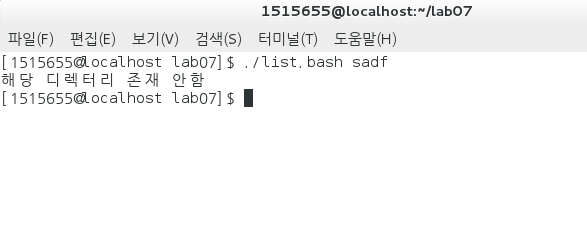 1515655@localhost:~/lab07
파일(F) 편집(E) 보기(V) 검색(S) 터미널(T) 도움말(H)
[1515655@localhost lab07]$ ./list.bash sadf
해당 디렉터리 존재 안함
[1515655@localhost lab07]$